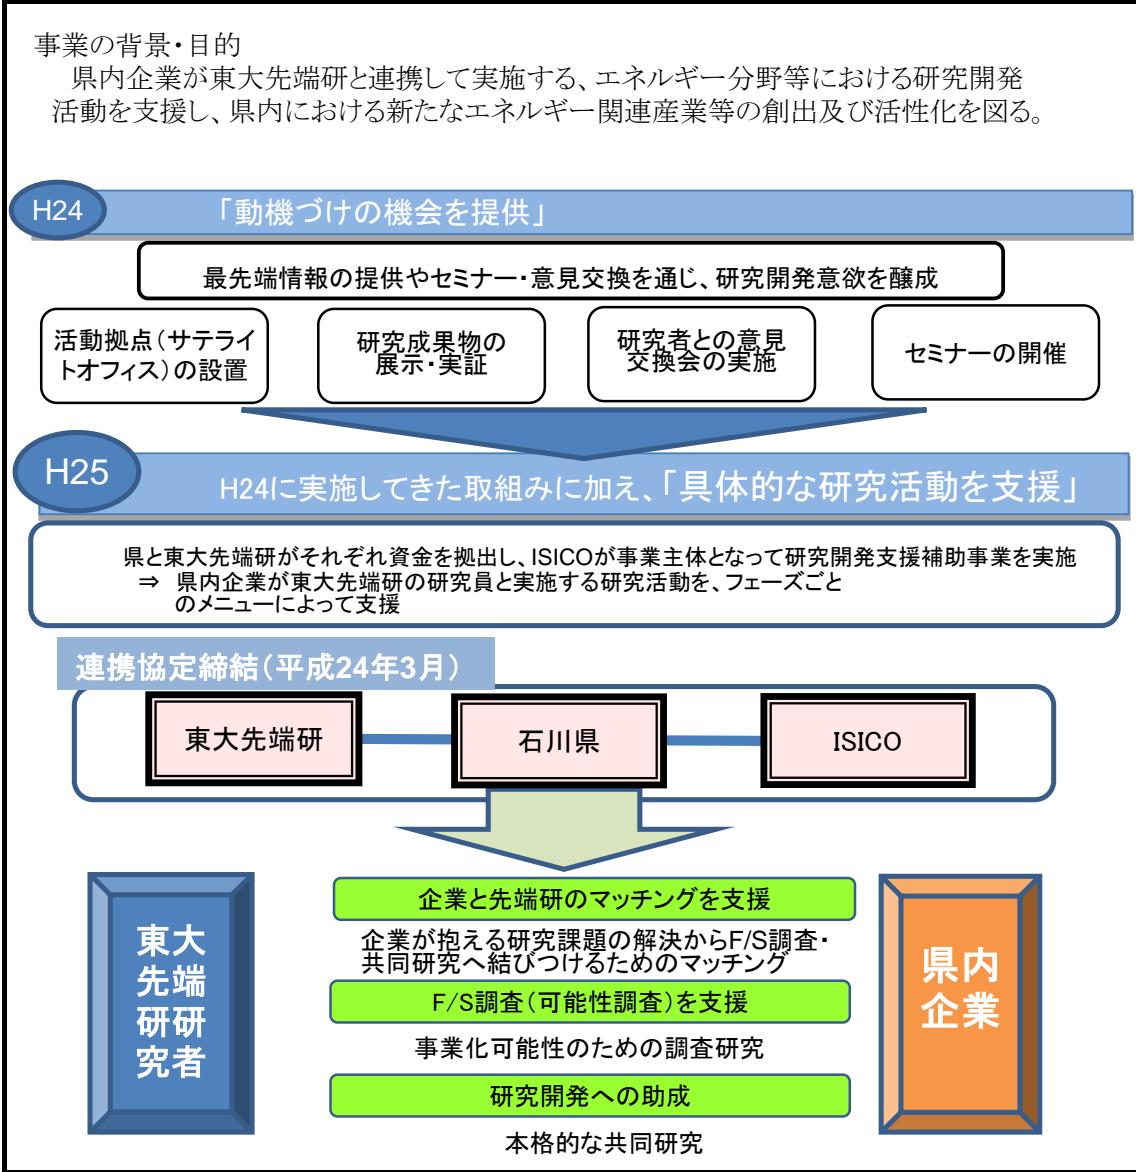 事業の背景・目的
県内企業が東大先端研と連携して実施する、エネルギー分野等における研究開発
活動を支援し、県内における新たなエネルギー関連産業等の創出及び活性化を図る。
H24
「動機づけの機会を提供」
最先端情報の提供やセミナー・意見交換を通じ、研究開発意欲を醸成
活動拠点（サテライ
トオフィス）の設置
研究成果物の
展示・実証
研究者との意見
交換会の実施
セミナーの開催
H25
H24に実施してきた取組みに加え、「具体的な研究活動を支援」
県と東大先端研がそれぞれ資金を拠出し、ISICOが事業主体となって研究開発支援補助事業を実施
⇒ 県内企業が東大先端研の研究員と実施する研究活動を、フェーズごと
のメニューによって支援
連携協定締結（平成24年3月）
東大先端研
石川県
ISICO
東大
先端
研研
究者
企業と先端研のマッチングを支援
企業が抱える研究課題の解決からF/S調査・
共同研究へ結びつけるためのマッチング
F/S調査（可能性調査）を支援
事業化可能性のための調査研究
研究開発への助成
本格的な共同研究
県内
企業